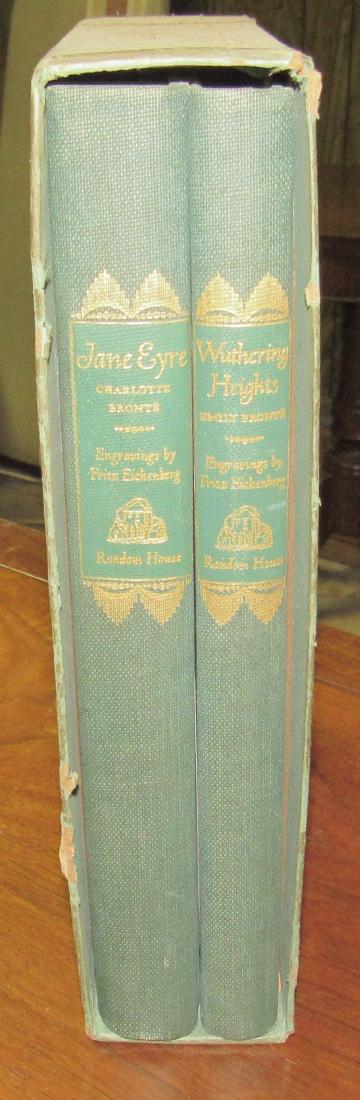 Jane Eyre
CHARLOTTE
BRONTË
Engravings by
Fritz Eichenberg
Random House
Wuthering
Heights
EMILY BRONTË
Engravings by
Fritz Eichenberg
Random House